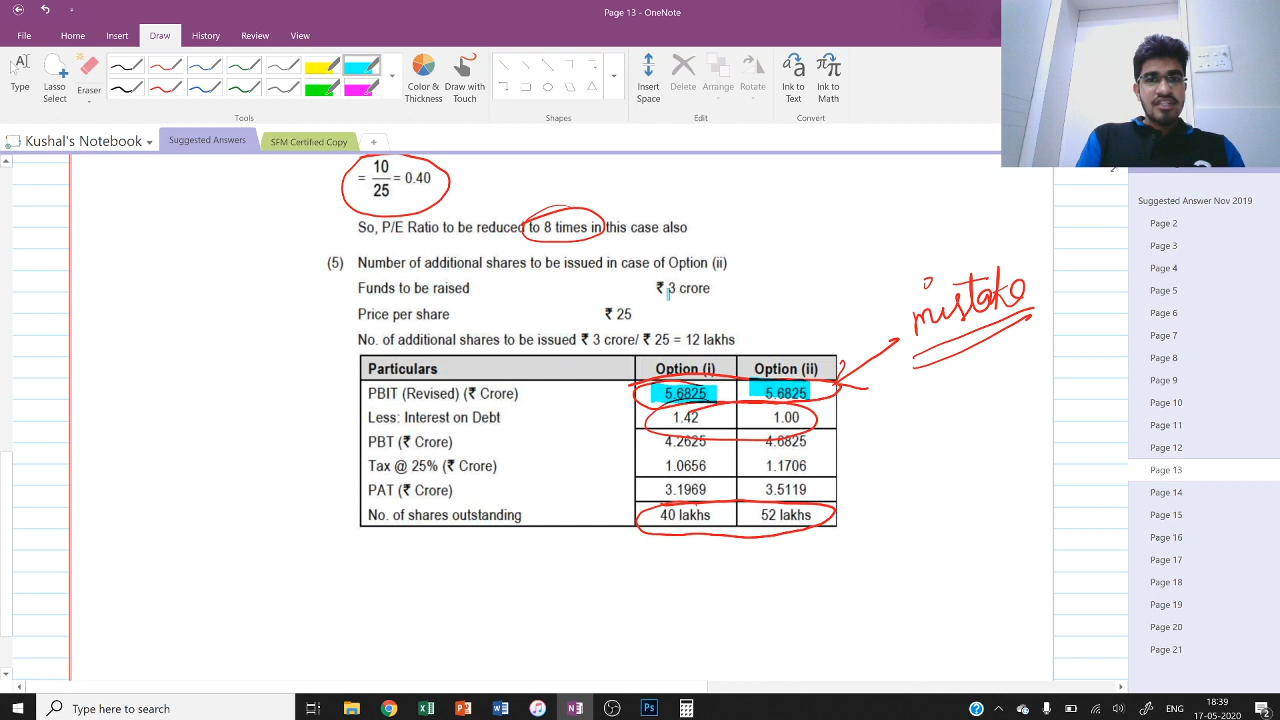 Page 13 - OneNote
File Home Insert Draw History Review View
Type
Lasso Select
Eraser
Color & Thickness
Draw with Touch
Insert Space
Delete
Arrange
Rotate
Ink to Text
Ink to Math
Tools Shapes Edit Convert
Kushal's Notebook
Suggested Answers
SFM Certified Copy
+
= 10/25 = 0.40
So, P/E Ratio to be reduced to 8 times in this case also
(5) Number of additional shares to be issued in case of Option (ii)
Funds to be raised ₹ 3 crore
Price per share ₹ 25
No. of additional shares to be issued ₹ 3 crore/ ₹ 25 = 12 lakhs
mistake
Particulars Option (i) Option (ii)
PBIT (Revised) (₹ Crore) 5.6825 5.6825
Less: Interest on Debt 1.42 1.00
PBT (₹ Crore) 4.2625 4.6825
Tax @ 25% (₹ Crore) 1.0656 1.1706
PAT (₹ Crore) 3.1969 3.5119
No. of shares outstanding 40 lakhs 52 lakhs
Suggested Answer Nov 2019
Page 2
Page 3
Page 4
Page 5
Page 6
Page 7
Page 8
Page 9
Page 10
Page 11
Page 12
Page 13
Page 14
Page 15
Page 16
Page 17
Page 18
Page 19
Page 20
Page 21
Type here to search
ENG
18:39
17-05-2020
2